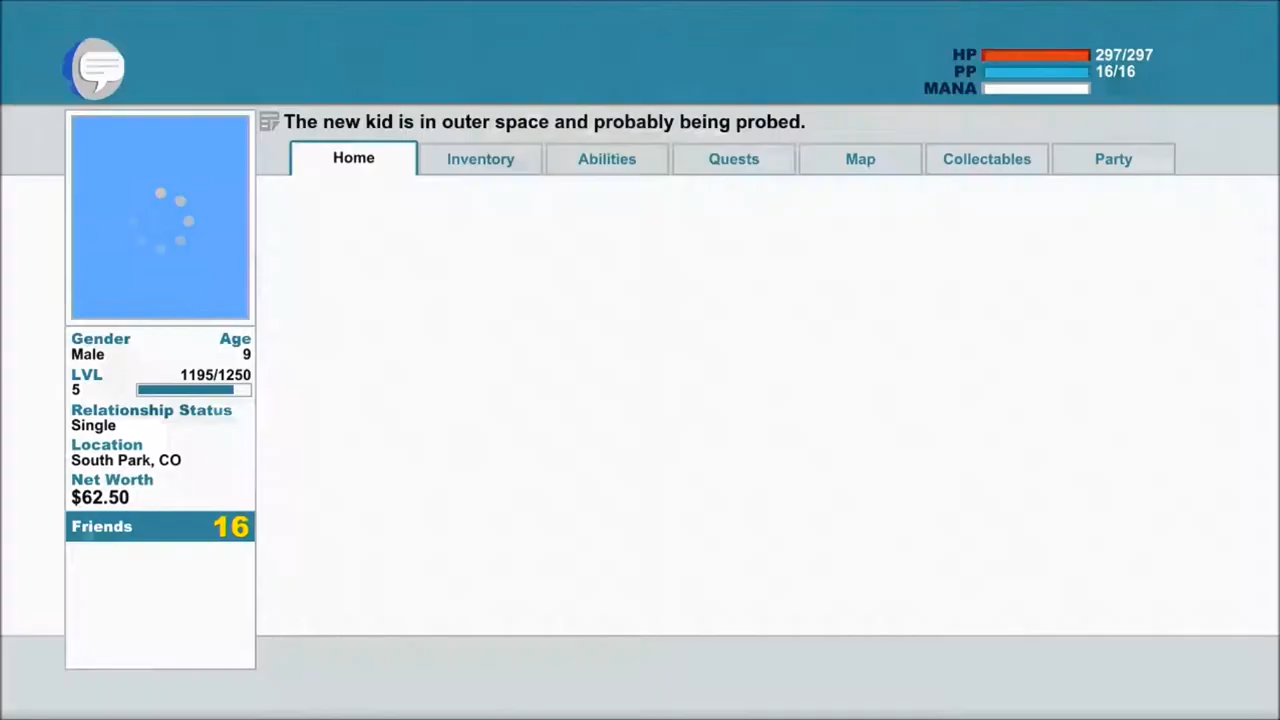 HP 297/297
PP 16/16
MANA
The new kid is in outer space and probably being probed.
Home Inventory Abilities Quests Map Collectables Party
Gender Age
Male 9
LVL 1195/1250
5
Relationship Status
Single
Location
South Park, CO
Net Worth
$62.50
Friends 16